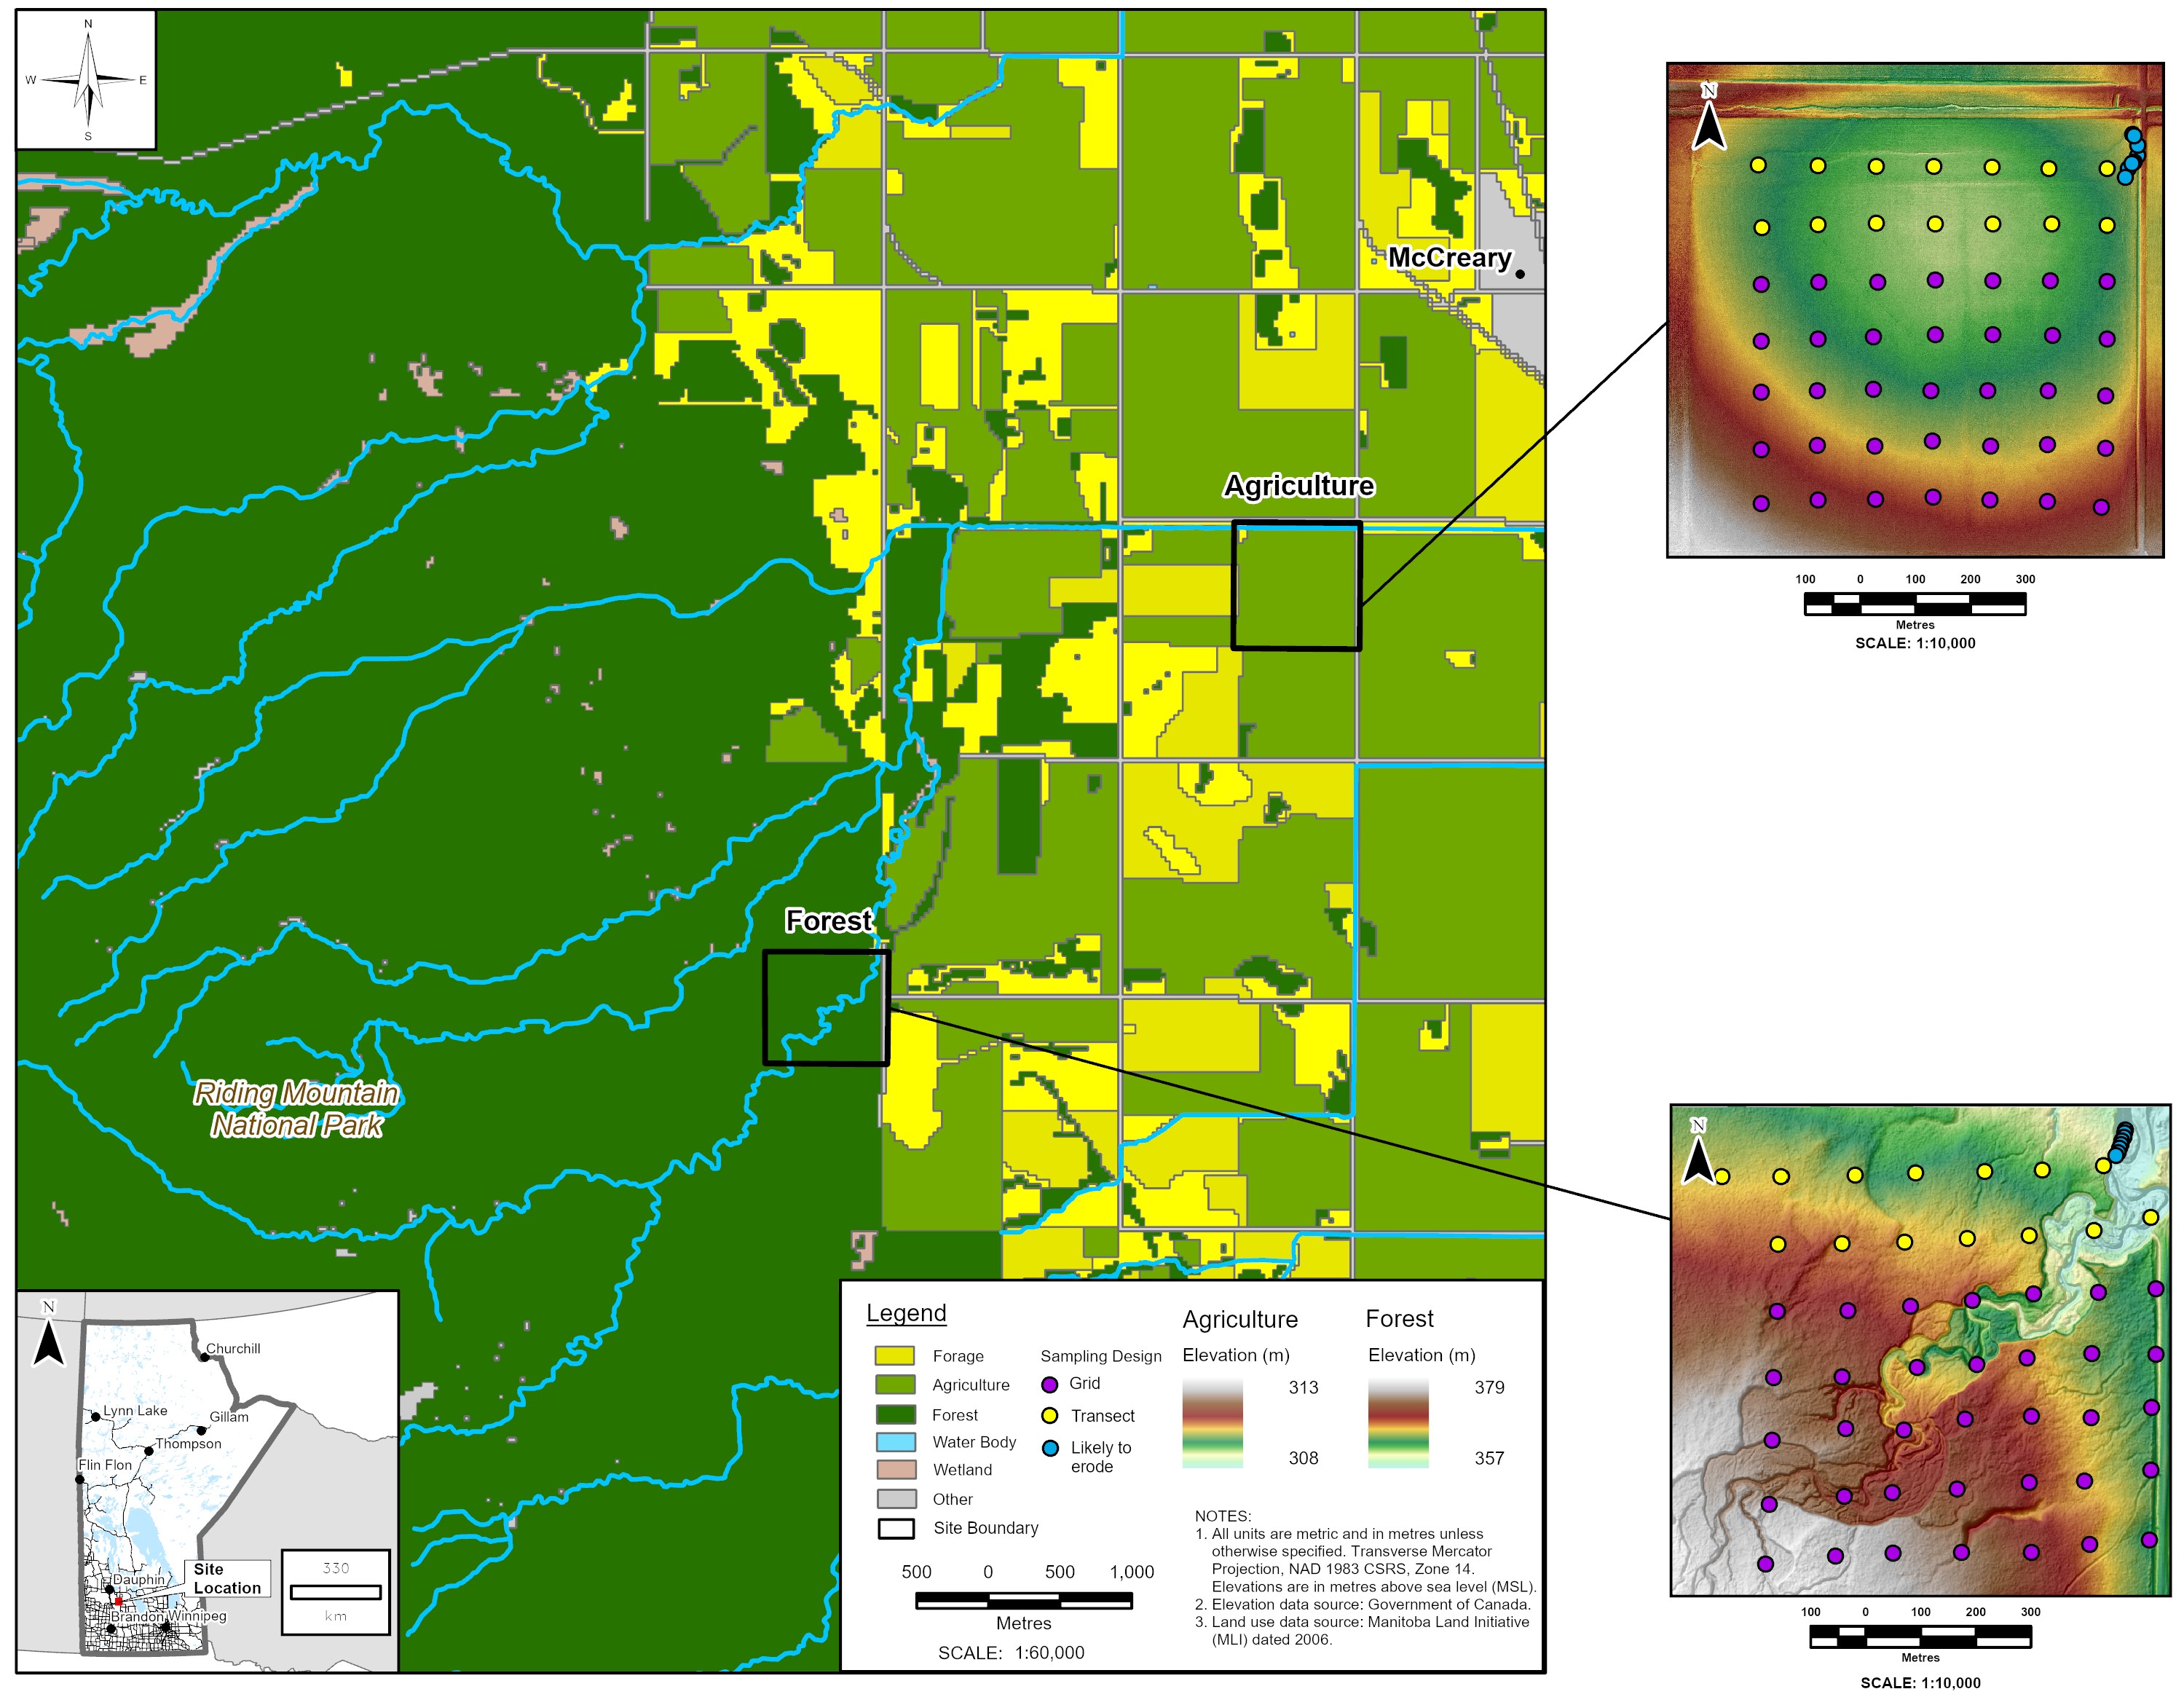 N
W E
S
McCreary
Agriculture
Forest
Riding Mountain
National Park
N
Churchill
Lynn Lake
Gillam
Thompson
Flin Flon
Site
Location
Dauphin
Brandon
Winnipeg
330
km
Legend
Forage
Agriculture
Forest
Water Body
Wetland
Other
Site Boundary
Sampling Design
Grid
Transect
Likely to
erode
Agriculture
Elevation (m)
313
308
Forest
Elevation (m)
379
357
500 0 500 1,000
Metres
SCALE: 1:60,000
NOTES:
1. All units are metric and in metres unless
otherwise specified. Transverse Mercator
Projection, NAD 1983 CSRS, Zone 14.
Elevations are in metres above sea level (MSL).
2. Elevation data source: Government of Canada.
3. Land use data source: Manitoba Land Initiative
(MLI) dated 2006.
N
100 0 100 200 300
Metres
SCALE: 1:10,000
N
100 0 100 200 300
Metres
SCALE: 1:10,000